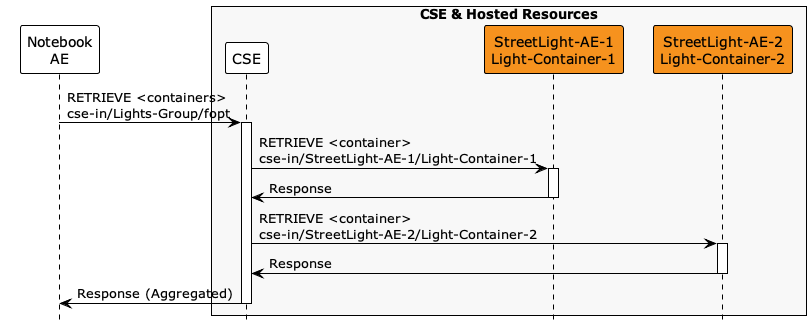 CSE & Hosted Resources
Notebook
AE
CSE
StreetLight-AE-1
Light-Container-1
StreetLight-AE-2
Light-Container-2
RETRIEVE <containers>
cse-in/Lights-Group/fopt
RETRIEVE <container>
cse-in/StreetLight-AE-1/Light-Container-1
Response
RETRIEVE <container>
cse-in/StreetLight-AE-2/Light-Container-2
Response
Response (Aggregated)